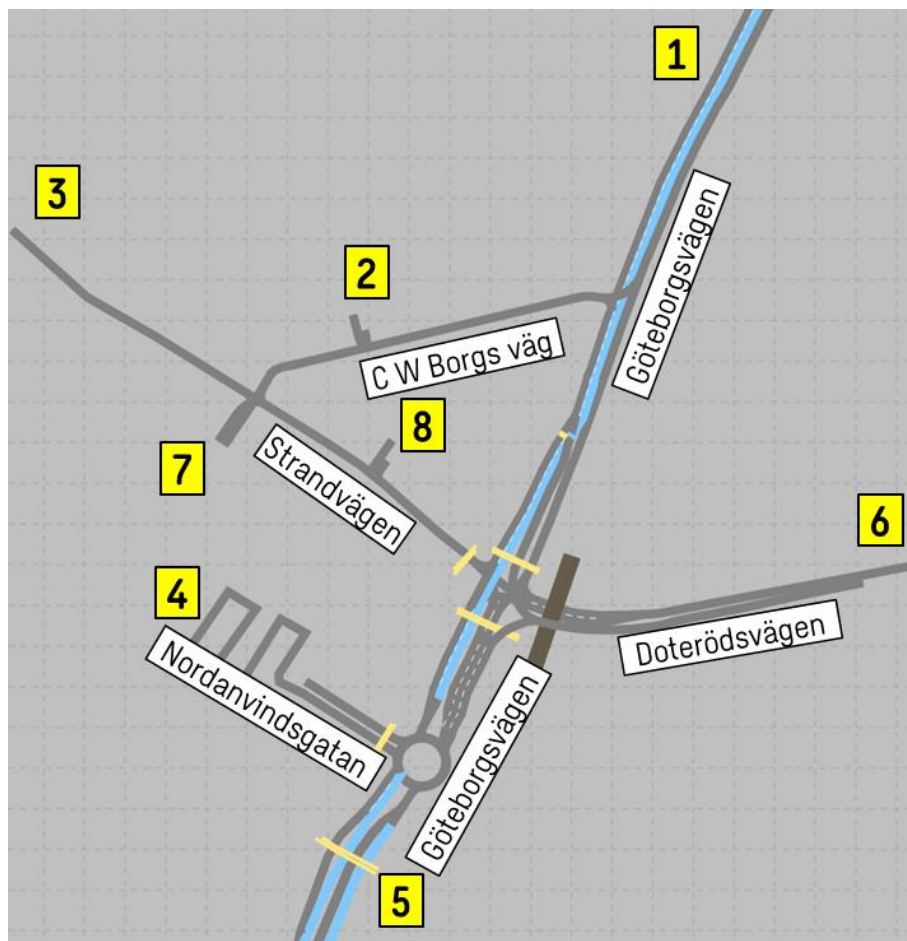 1
3
Göteborgsvägen
2
C W Borgs väg
8
7
Strandvägen
6
4
Doterödsvägen
Nordanvindsgatan
Göteborgsvägen
5